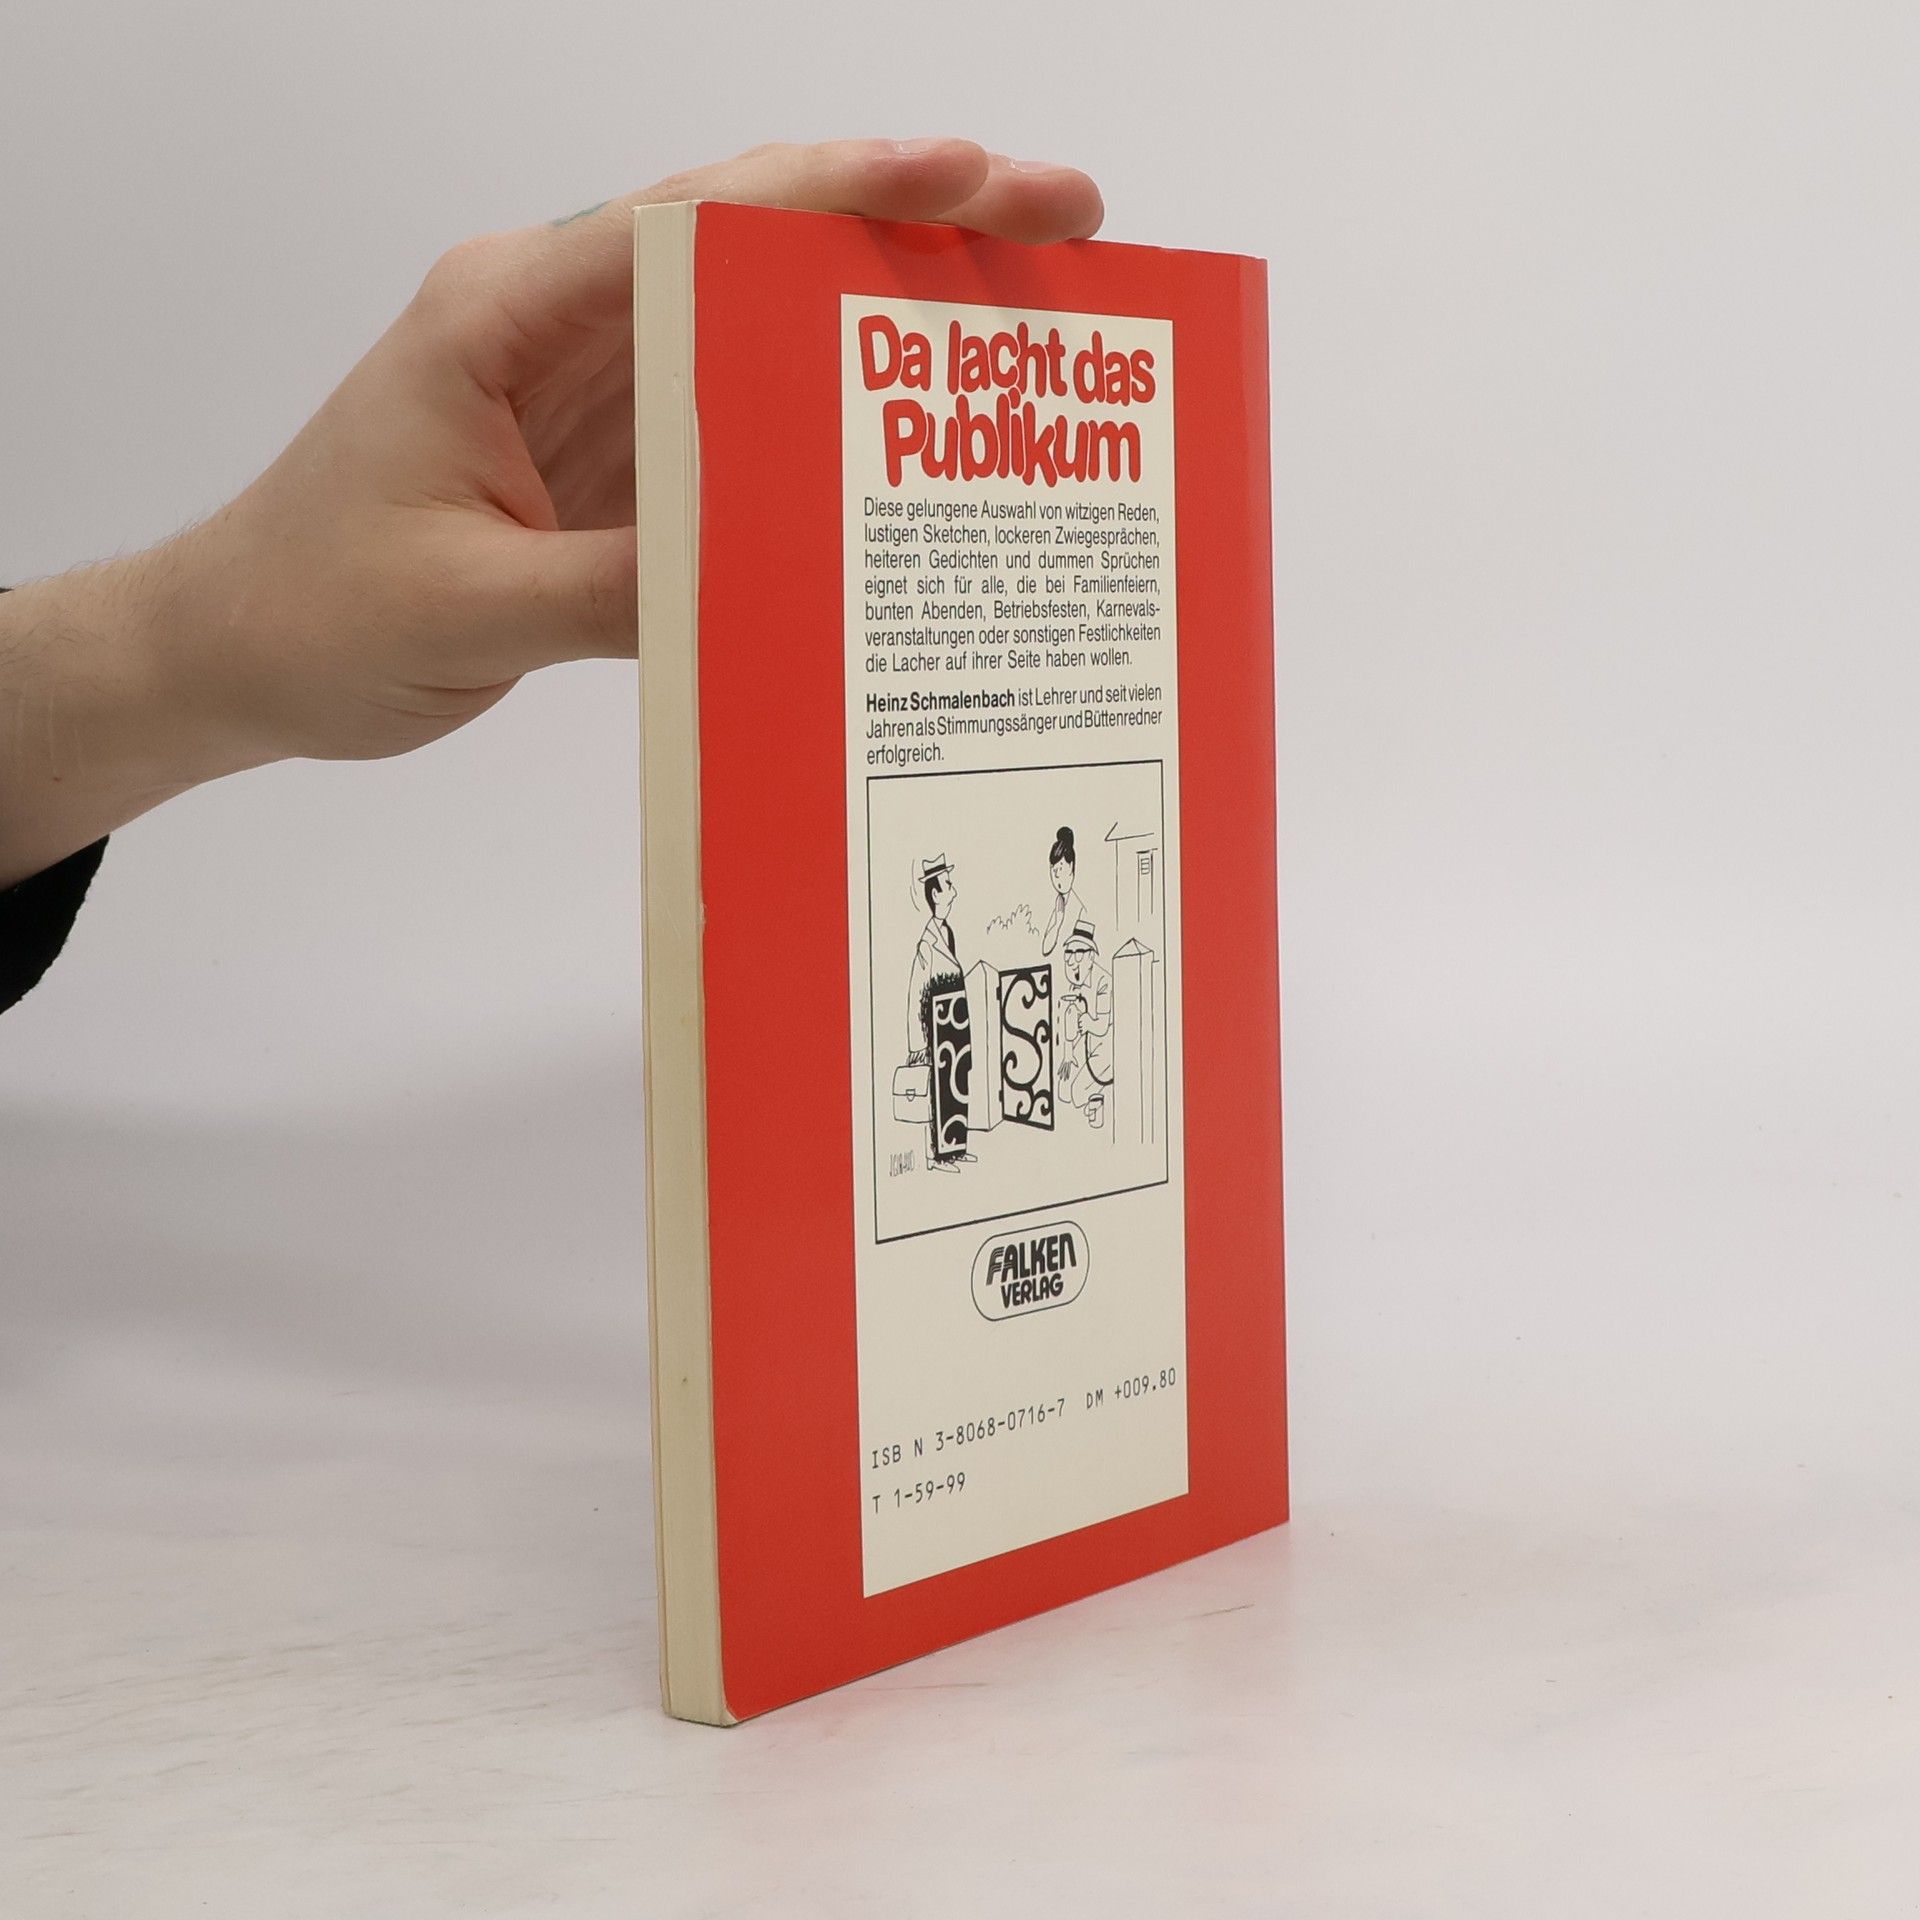 Da lacht das
Publikum
Diese gelungene Auswahl von witzigen Reden,
lustigen Sketchen, lockeren Zwiegesprächen,
heiteren Gedichten und dummen Sprüchen
eignet sich für alle, die bei Familienfeiern,
bunten Abenden, Betriebsfesten, Karnevals-
veranstaltungen oder sonstigen Festlichkeiten
die Lacher auf ihrer Seite haben wollen.
Heinz Schmalenbach ist Lehrer und seit vielen
Jahren als Stimmungssänger und Büttenredner
erfolgreich.
FALKEN
VERLAG
ISB N 3-8068-0716-7 DM +009.80
T 1-59-99